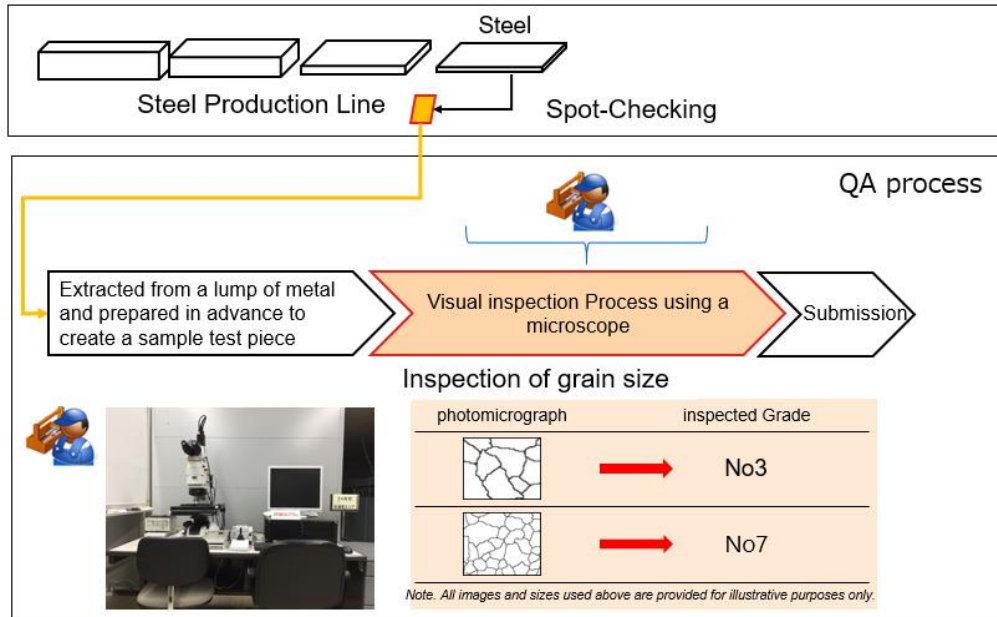 Steel
Steel Production Line
Spot-Checking
QA process
Extracted from a lump of metal
and prepared in advance to
create a sample test piece
Visual inspection Process using a
microscope
Submission
Inspection of grain size
photomicrograph
inspected Grade
No3
No7
Note. All images and sizes used above are provided for illustrative purposes only.